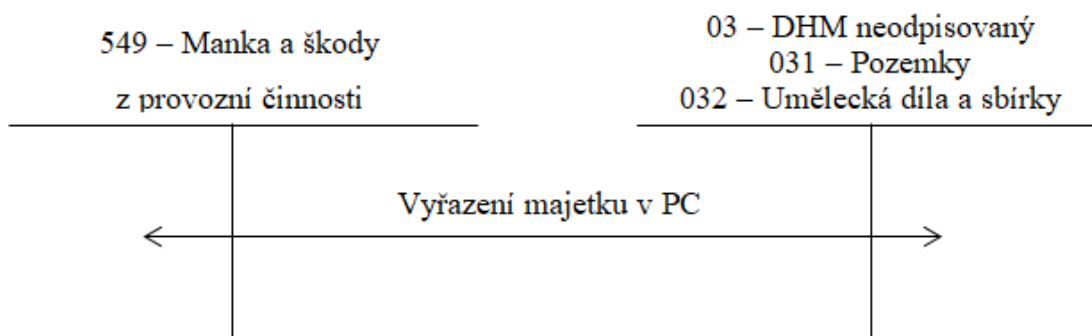 549 – Manka a škody
z provozní činnosti
03 – DHM neodpisovaný
031 – Pozemky
032 – Umělecká díla a sbírky
Vyřazení majetku v PC